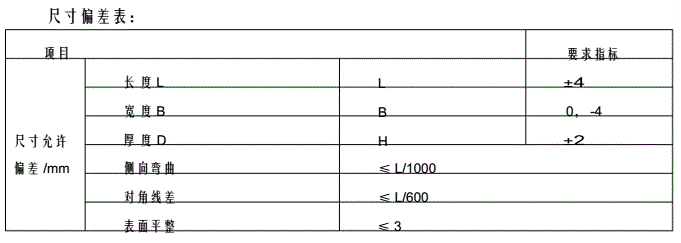 尺寸偏差表：
项目 要求指标
长度L L ±4
宽度B B 0，-4
尺寸允许 厚度D H ±2
偏差/mm 侧向弯曲 ≤ L/1000
对角线差 ≤ L/600
表面平整 ≤ 3